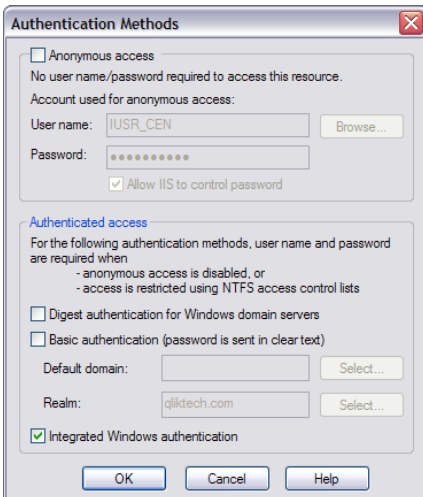 Authentication Methods
Anonymous access
No user name/password required to access this resource.
Account used for anonymous access:
User name: IUSR_CEN Browse...
Password: ●●●●●●●●●●
Allow IIS to control password
Authenticated access
For the following authentication methods, user name and password
are required when
- anonymous access is disabled, or
- access is restricted using NTFS access control lists
Digest authentication for Windows domain servers
Basic authentication (password is sent in clear text)
Default domain: Select...
Realm: qliktech.com Select...
Integrated Windows authentication
OK Cancel Help